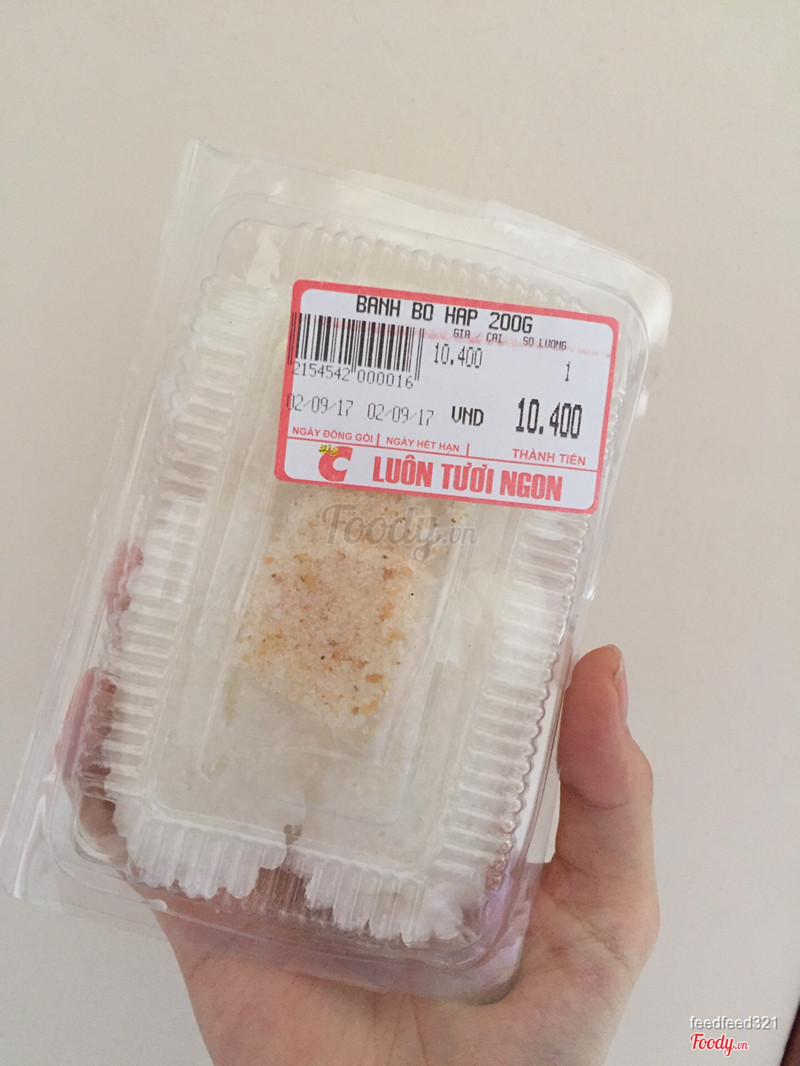 BANH BO HAP 200G
GIA / CAI SO LUONG
10.400 1
2154542 000016
02/09/17 02/09/17 VND 10.400
NGÀY ĐÓNG GÓI NGÀY HẾT HẠN THÀNH TIỀN
Big C LUÔN TƯƠI NGON
Foody.vn
feedfeed321
Foody.vn